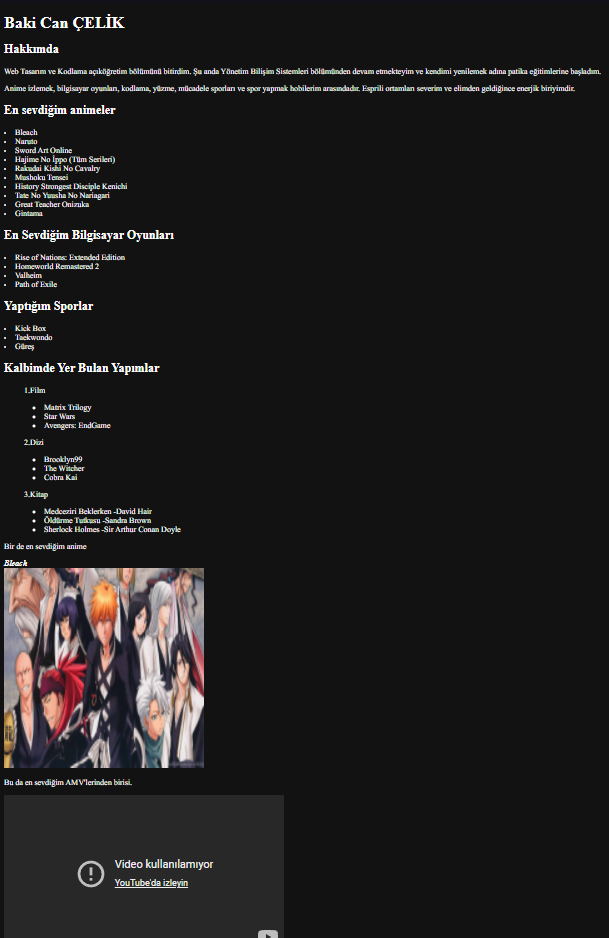 Baki Can ÇELİK
Hakkımda
Web Tasarım ve Kodlama açıköğretim bölümünü bitirdim. Şu anda Yönetim Bilişim Sistemleri bölümünden devam etmekteyim ve kendimi yenilemek adına patika eğitimlerine başladım.
Anime izlemek, bilgisayar oyunları, kodlama, yüzme, mücadele sporları ve spor yapmak hobilerim arasındadır. Esprili ortamları severim ve elimden geldiğince enerjik biriyimdir.
En sevdiğim animeler
• Bleach
• Naruto
• Sword Art Online
• Hajime No İppo (Tüm Serileri)
• Rakudai Kishi No Cavalry
• Mushoku Tensei
• History Strongest Disciple Kenichi
• Tate No Yuusha No Nariagari
• Great Teacher Onizuka
• Gintama
En Sevdiğim Bilgisayar Oyunları
• Rise of Nations: Extended Edition
• Homeworld Remastered 2
• Valheim
• Path of Exile
Yaptığım Sporlar
• Kick Box
• Taekwondo
• Güreş
Kalbimde Yer Bulan Yapımlar
1.Film
• Matrix Trilogy
• Star Wars
• Avengers: EndGame
2.Dizi
• Brooklyn99
• The Witcher
• Cobra Kai
3.Kitap
• Medceziri Beklerken -David Hair
• Öldürme Tutkusu -Sandra Brown
• Sherlock Holmes -Sir Arthur Conan Doyle
Bir de en sevdiğim anime
Bleach
Bu da en sevdiğim AMV'lerinden birisi.
Video kullanılamıyor
YouTube'da izleyin